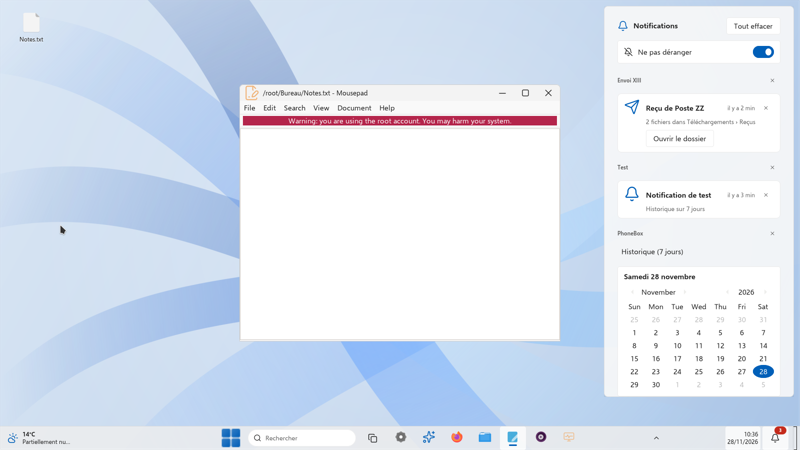 Notes.txt
/root/Bureau/Notes.txt - Mousepad
File Edit Search View Document Help
Warning: you are using the root account. You may harm your system.
Notifications
Tout effacer
Ne pas déranger
Envoi XIII
Reçu de Poste ZZ
il y a 2 min
2 fichiers dans Téléchargements › Reçus
Ouvrir le dossier
Test
Notification de test
il y a 3 min
Historique sur 7 jours
PhoneBox
Historique (7 jours)
Samedi 28 novembre
November 2026
Sun Mon Tue Wed Thu Fri Sat
25 26 27 28 29 30 31
1 2 3 4 5 6 7
8 9 10 11 12 13 14
15 16 17 18 19 20 21
22 23 24 25 26 27 28
29 30 1 2 3 4 5
14°C
Partiellement nu...
Rechercher
10:36
28/11/2026
3